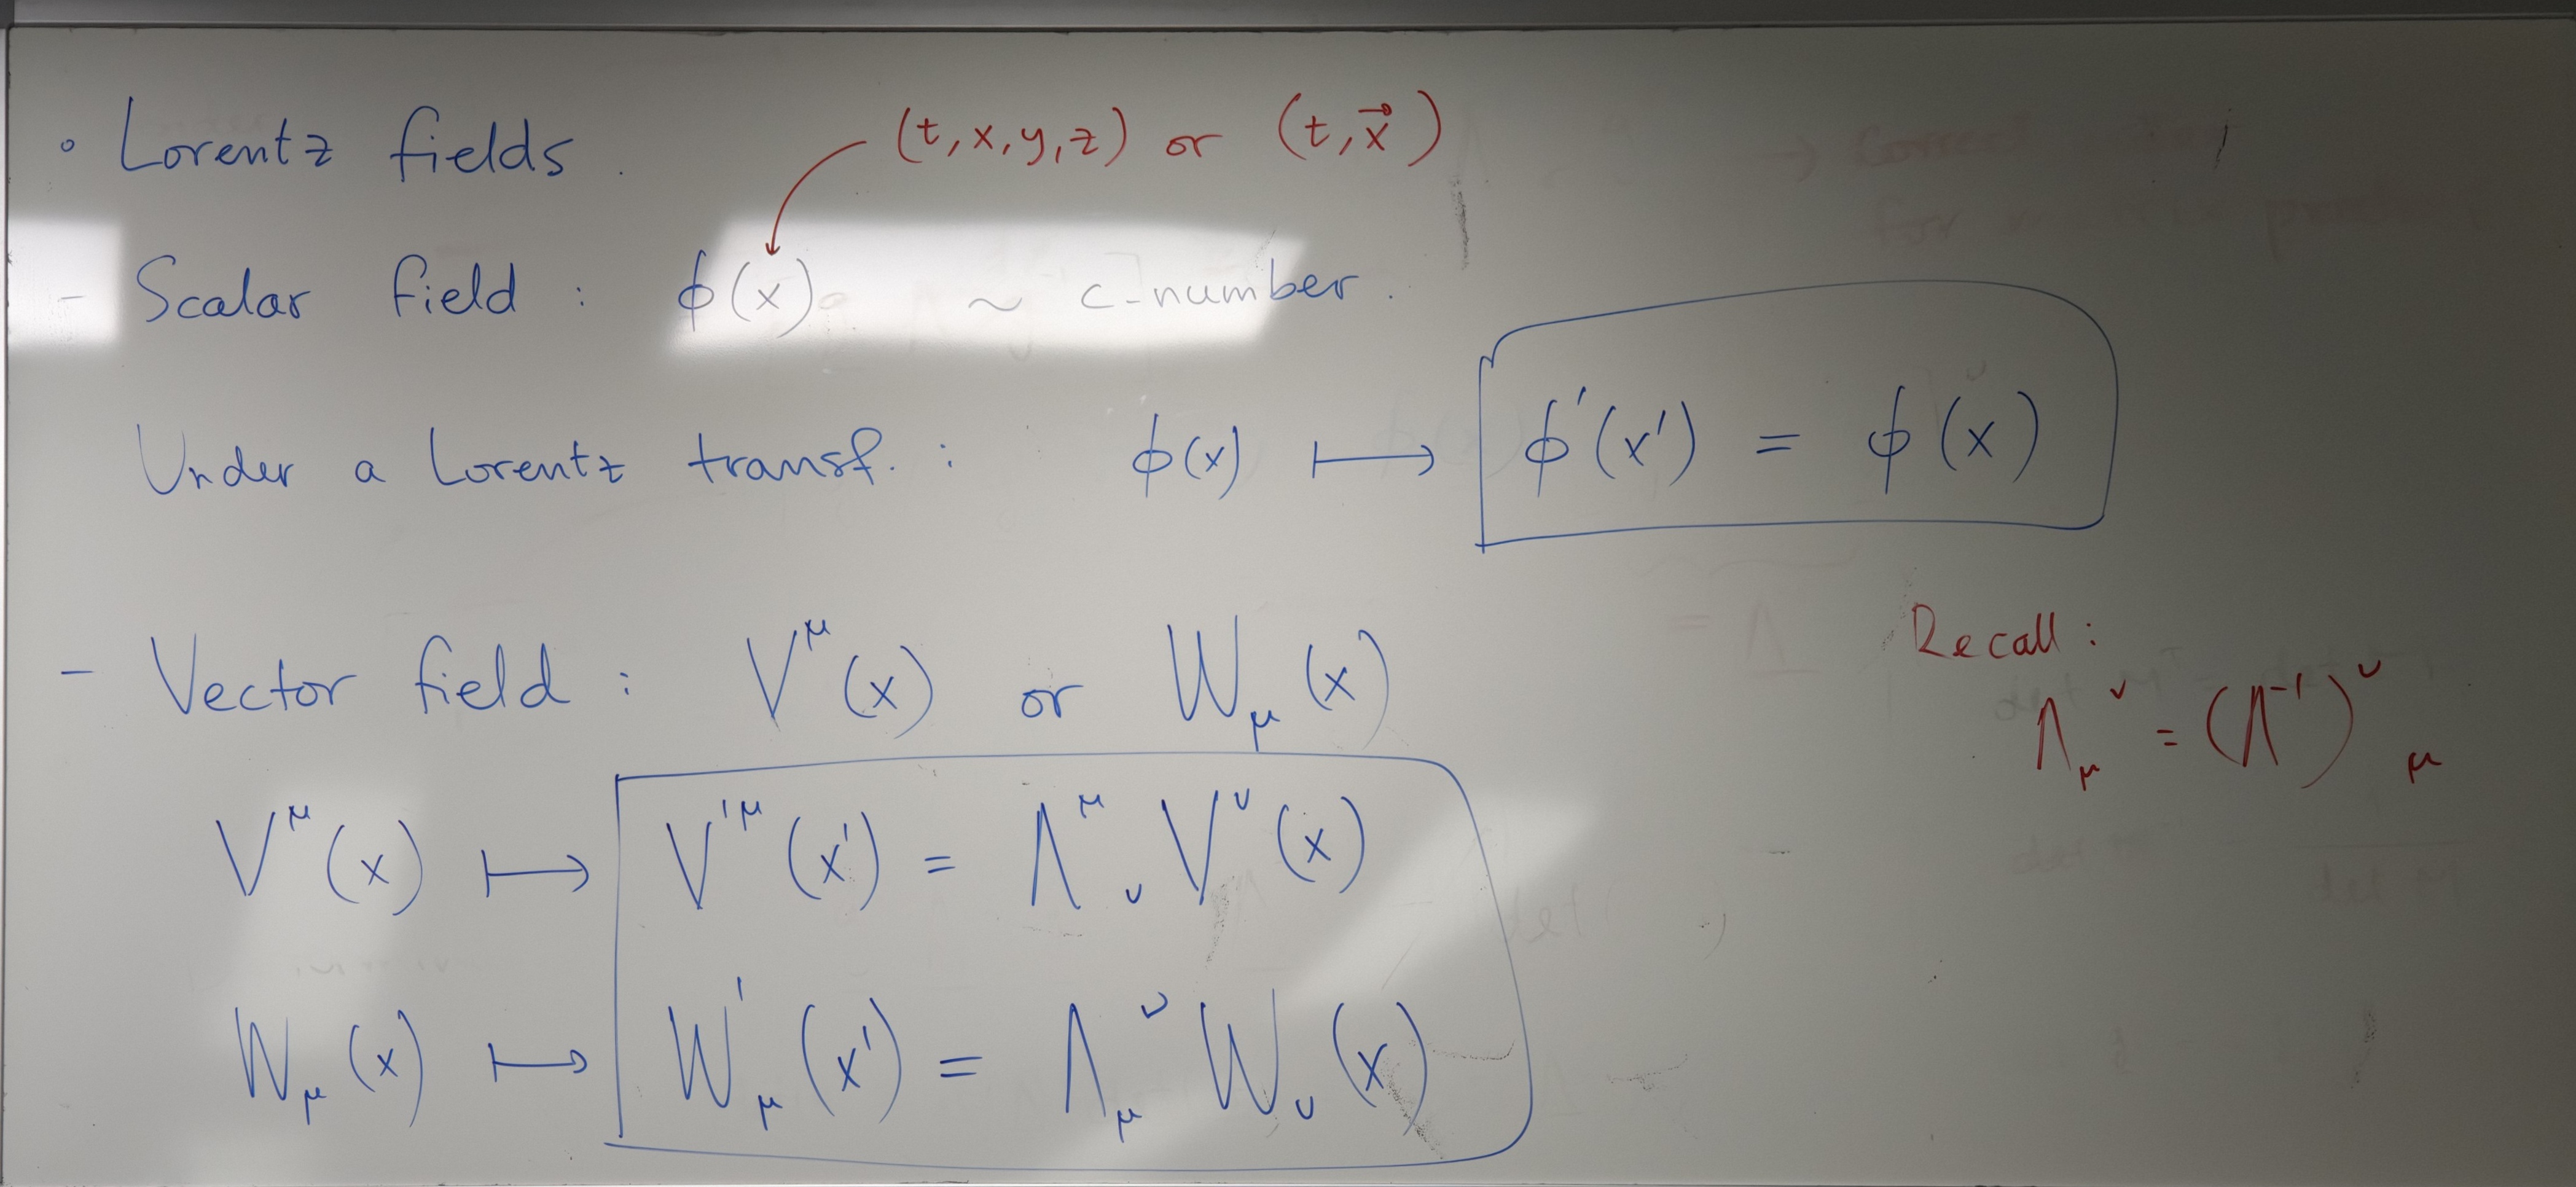 ◦ Lorentz fields.
(t, x, y, z) or (t, x⃗)
- Scalar field : ϕ(x) ~ c-number.
Under a Lorentz transf. : ϕ(x) ⟼ ϕ'(x') = ϕ(x)
- Vector field : V^μ(x) or W_μ(x)
Recall :
Λ_μ^ν = (Λ^-1)^ν_μ
V^μ(x) ⟼ V'^μ(x') = Λ^μ_ν V^ν(x)
W_μ(x) ⟼ W'_μ(x') = Λ_μ^ν W_ν(x)